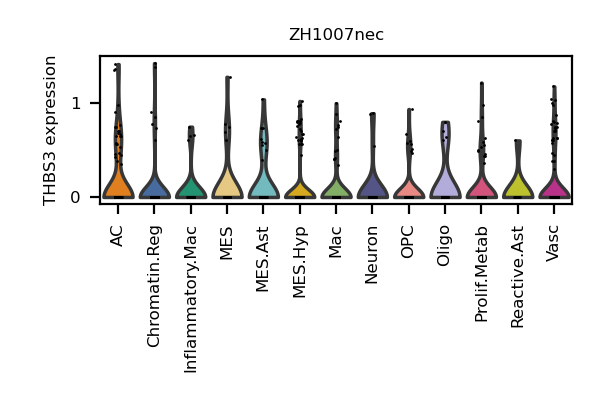 ZH1007nec
THBS3 expression
1
0
AC
Chromatin.Reg
Inflammatory.Mac
MES
MES.Ast
MES.Hyp
Mac
Neuron
OPC
Oligo
Prolif.Metab
Reactive.Ast
Vasc